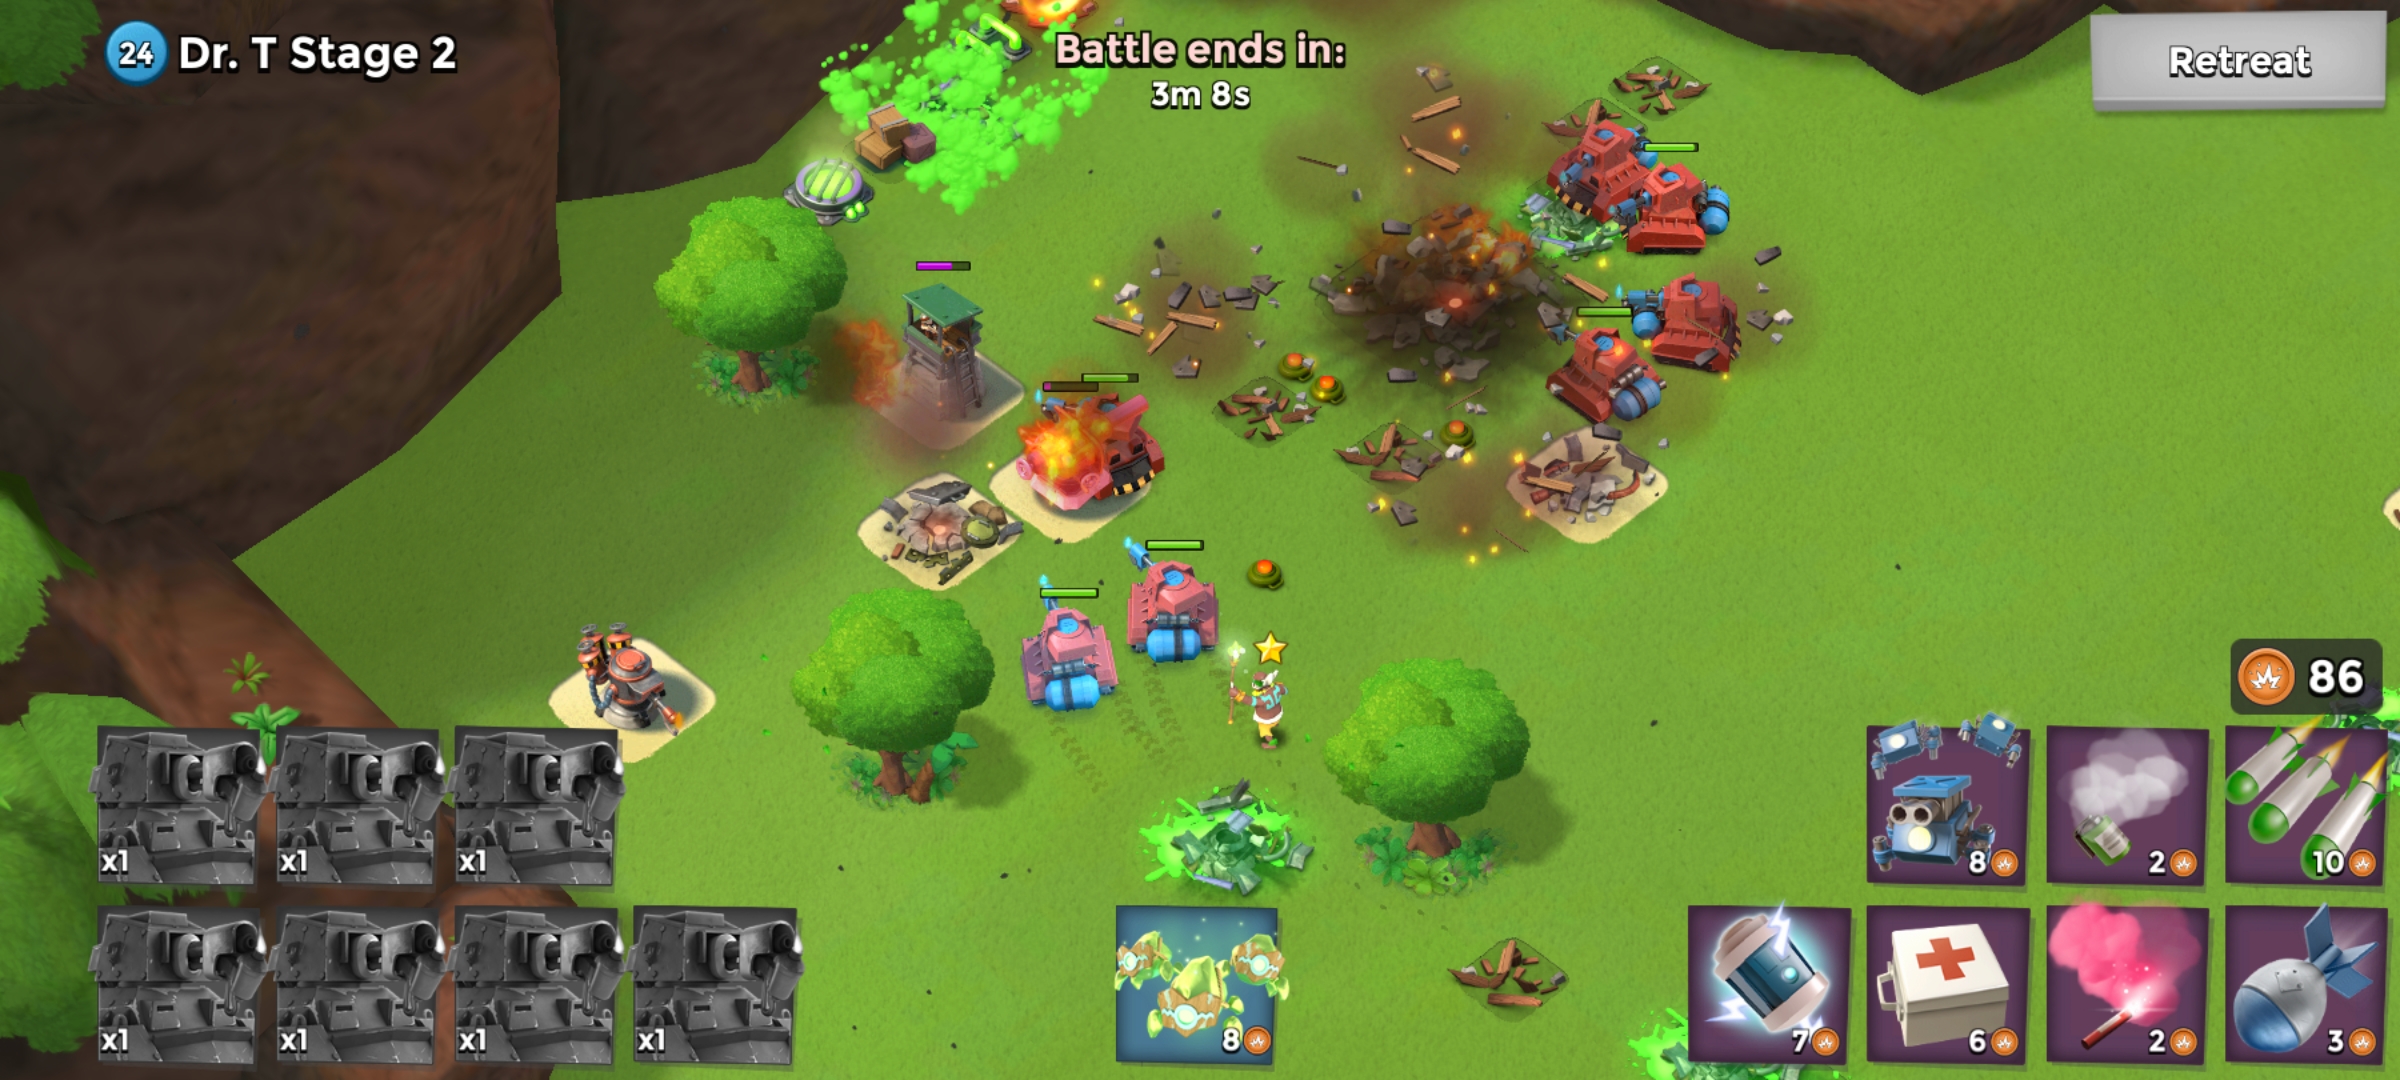 24 Dr. T Stage 2
Battle ends in:
3m 8s
Retreat
86
x1 x1 x1
8 2 10
x1 x1 x1 x1
8
7 6 2 3